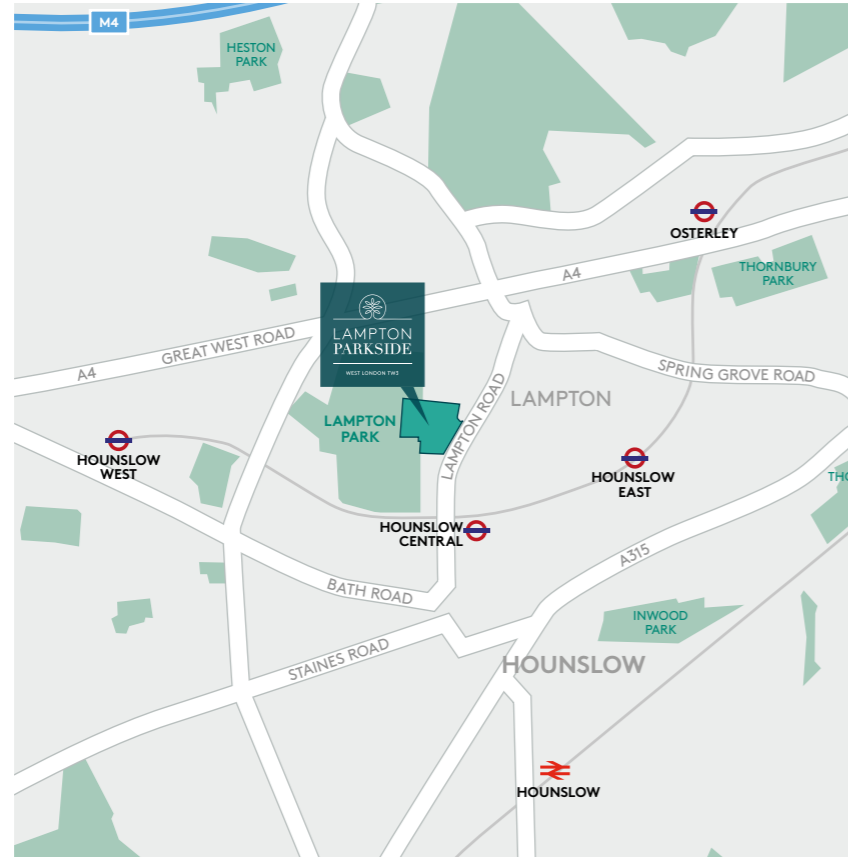 M4
HESTON
PARK
OSTERLEY
THORNBURY
PARK
A4
LAMPTON
PARKSIDE
WEST LONDON TW3
GREAT WEST ROAD
A4
SPRING GROVE ROAD
LAMPTON
LAMPTON ROAD
LAMPTON
PARK
HOUNSLOW
WEST
HOUNSLOW
EAST
THO
HOUNSLOW
CENTRAL
A315
BATH ROAD
INWOOD
PARK
STAINES ROAD
HOUNSLOW
HOUNSLOW